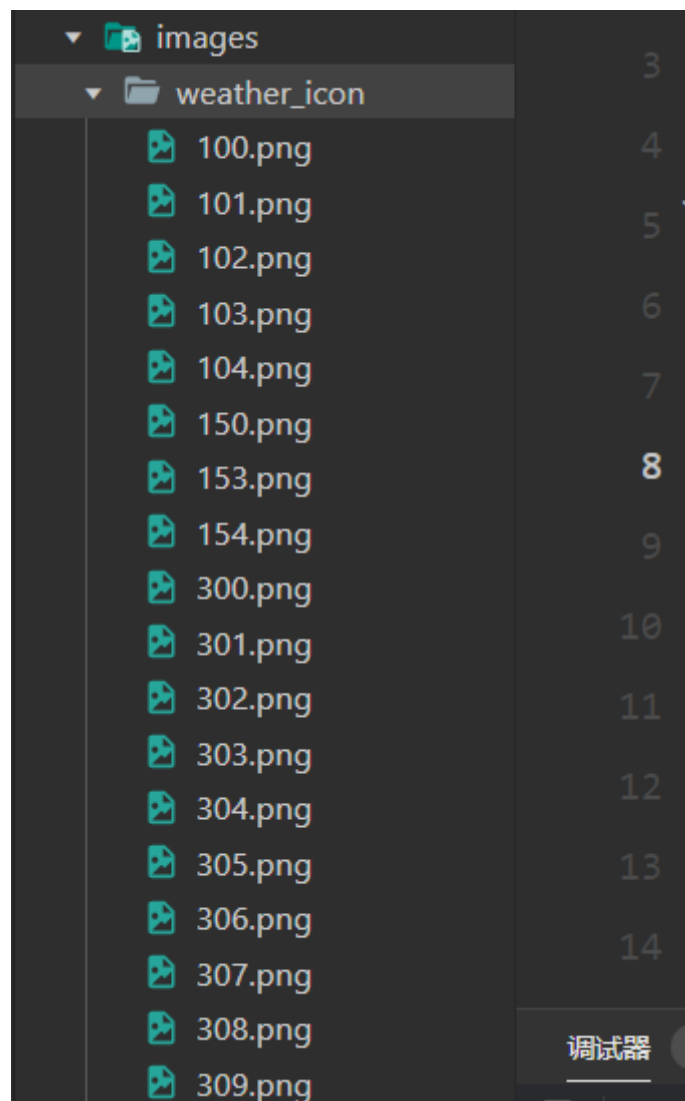 images
weather_icon
100.png
101.png
102.png
103.png
104.png
150.png
153.png
154.png
300.png
301.png
302.png
303.png
304.png
305.png
306.png
307.png
308.png
309.png
3
4
5
6
7
8
9
10
11
12
13
14
调试器